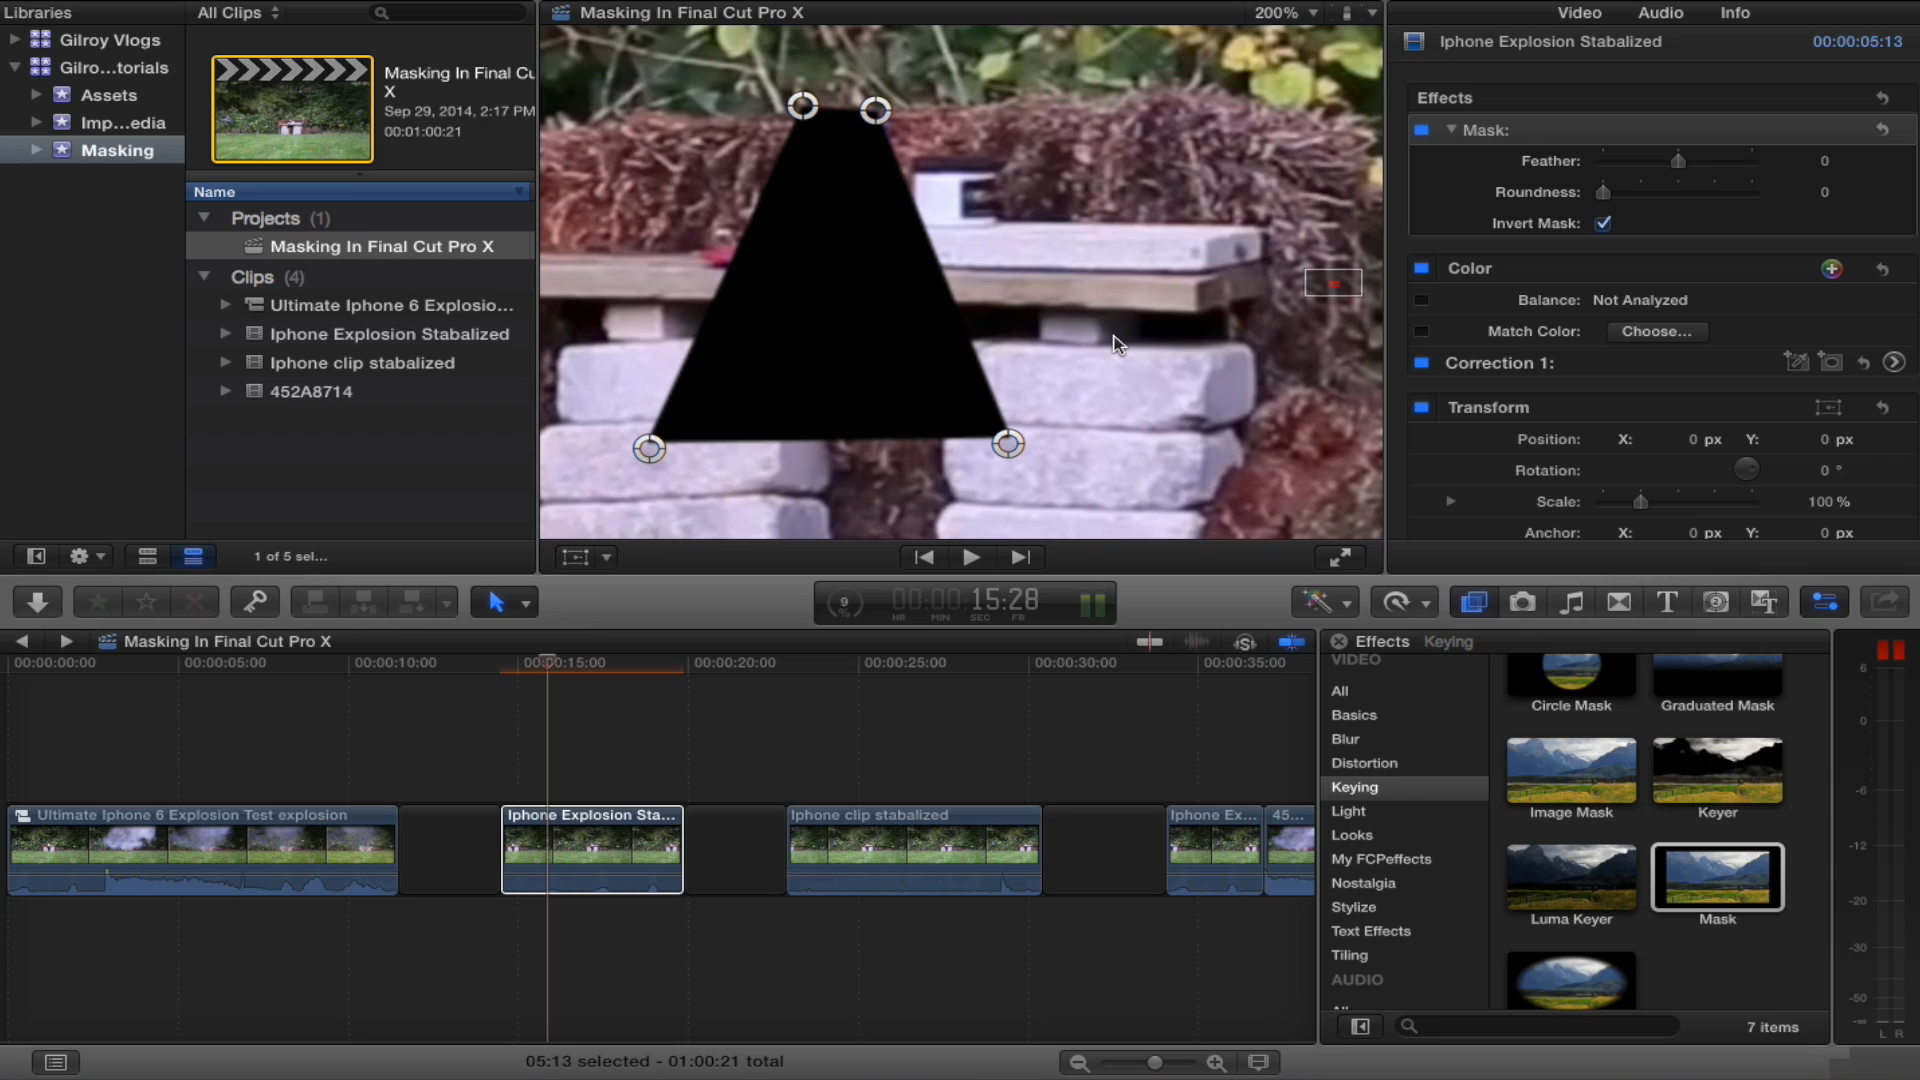 Libraries
Gilroy Vlogs
Gilro...torials
Assets
Imp...edia
Masking
All Clips
Masking In Final Cu
X
Sep 29, 2014, 2:17 PM
00:01:00:21
Name
Projects (1)
Masking In Final Cut Pro X
Clips (4)
Ultimate Iphone 6 Explosio...
Iphone Explosion Stabalized
Iphone clip stabalized
452A8714
1 of 5 sel...
Masking In Final Cut Pro X
200%
Video Audio Info
Iphone Explosion Stabalized 00:00:05:13
Effects
Mask:
Feather: 0
Roundness: 0
Invert Mask:
Color
Balance: Not Analyzed
Match Color: Choose...
Correction 1:
Transform
Position: X: 0 px Y: 0 px
Rotation: 0 °
Scale: 100 %
Anchor: X: 0 px Y: 0 px
9
%
00:00:15:28
HR MIN SEC FR
Masking In Final Cut Pro X
00:00:00:00 00:00:05:00 00:00:10:00 00:00:15:00 00:00:20:00 00:00:25:00 00:00:30:00 00:00:35:00
Ultimate Iphone 6 Explosion Test explosion
Iphone Explosion Sta...
Iphone clip stabalized
Iphone Ex...
45...
Effects Keying
VIDEO
All
Basics
Blur
Distortion
Keying
Light
Looks
My FCPeffects
Nostalgia
Stylize
Text Effects
Tiling
AUDIO
Circle Mask
Graduated Mask
Image Mask
Keyer
Luma Keyer
Mask
7 items
6
0
-6
-12
-20
-30
-50
-∞
L R
05:13 selected - 01:00:21 total